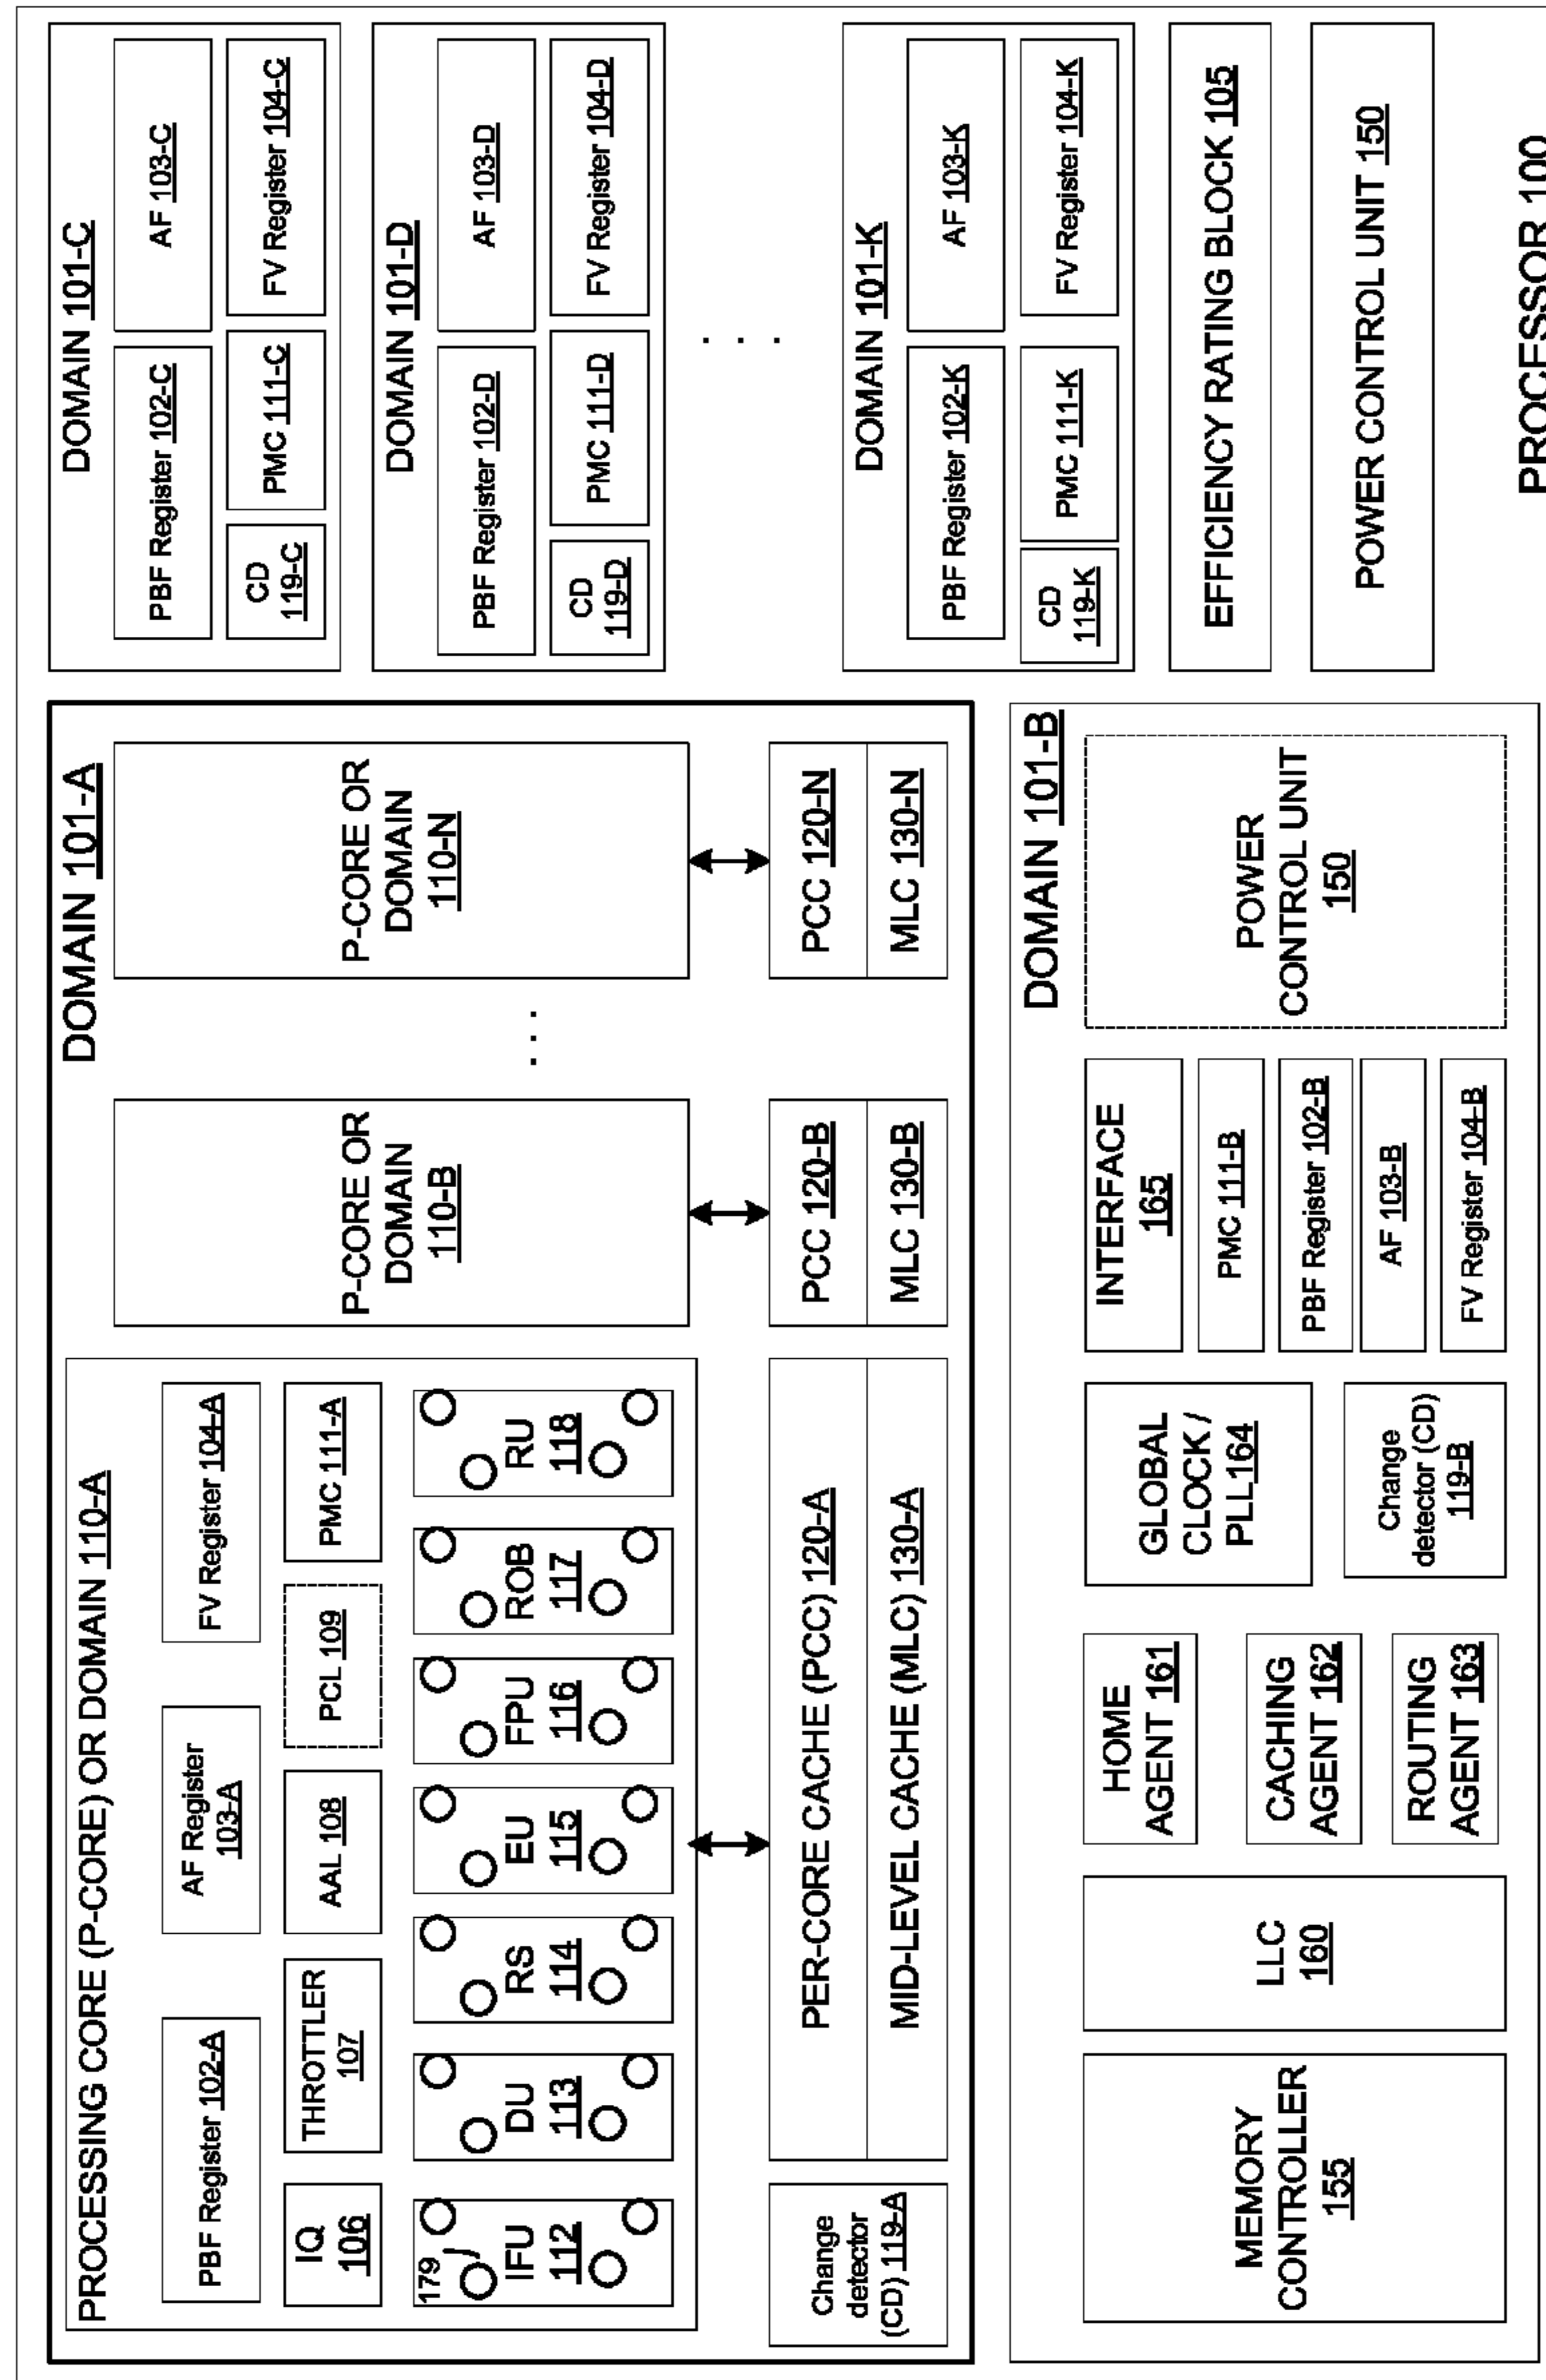 DOMAIN 101-A
PROCESSING CORE (P-CORE) OR DOMAIN 110-A
PBF Register 102-A
AF Register
103-A
FV Register 104-A
IQ
106
THROTTLER
107
AAL 108
PCL 109
PMC 111-A
179
IFU
112
DU
113
RS
114
EU
115
FPU
116
ROB
117
RU
118
Change
detector
(CD) 119-A
PER-CORE CACHE (PCC) 120-A
MID-LEVEL CACHE (MLC) 130-A
P-CORE OR
DOMAIN
110-B
PCC 120-B
MLC 130-B
. . .
P-CORE OR
DOMAIN
110-N
PCC 120-N
MLC 130-N
DOMAIN 101-B
MEMORY
CONTROLLER
155
LLC
160
HOME
AGENT 161
CACHING
AGENT 162
ROUTING
AGENT 163
GLOBAL
CLOCK /
PLL164
Change
detector (CD)
119-B
INTERFACE
165
PMC 111-B
PBF Register 102-B
AF 103-B
FV Register 104-B
POWER
CONTROL UNIT
150
DOMAIN 101-C
PBF Register 102-C
AF 103-C
CD
119-C
PMC 111-C
FV Register 104-C
DOMAIN 101-D
PBF Register 102-D
AF 103-D
CD
119-D
PMC 111-D
FV Register 104-D
. . .
DOMAIN 101-K
PBF Register 102-K
AF 103-K
CD
119-K
PMC 111-K
FV Register 104-K
EFFICIENCY RATING BLOCK 105
POWER CONTROL UNIT 150
PROCESSOR 100